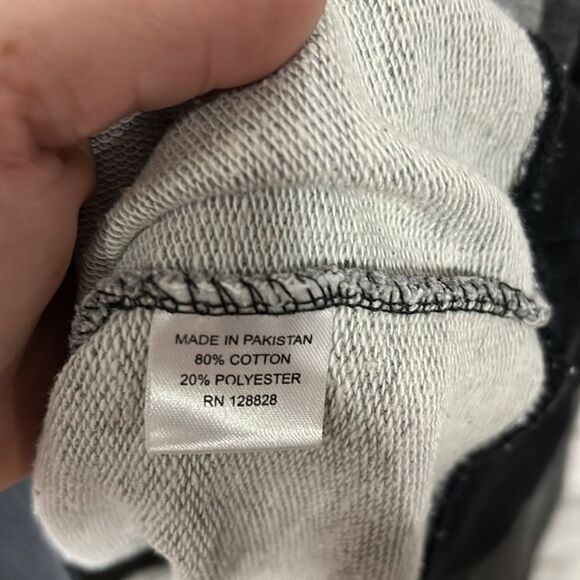 MADE IN PAKISTAN
80% COTTON
20% POLYESTER
RN 128828